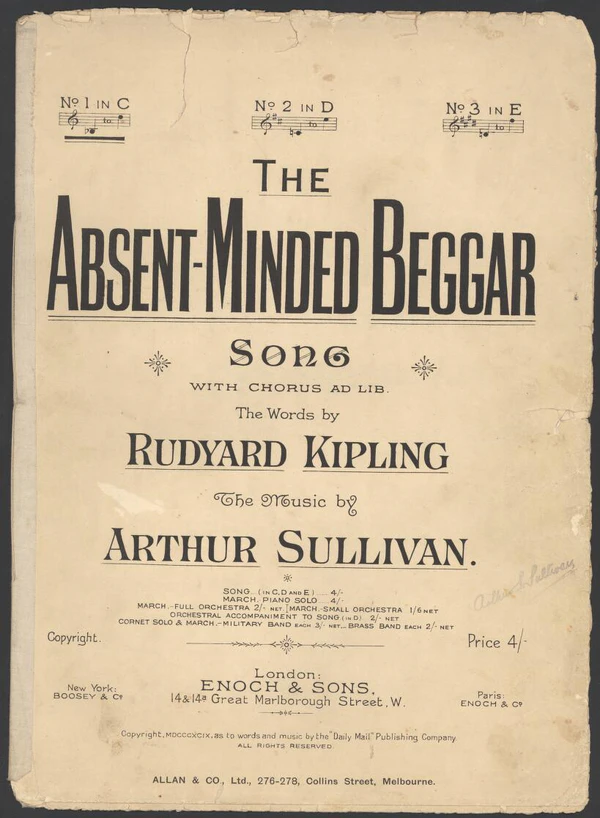 No 1 IN C
No 2 IN D
No 3 IN E
to
to
to
THE
ABSENT-MINDED BEGGAR
SONG
WITH CHORUS AD LIB.
The Words by
RUDYARD KIPLING
The Music by
ARTHUR SULLIVAN.
SONG... (IN C, D AND E)..... 4/-
MARCH. PIANO SOLO... 4/-
MARCH.-FULL ORCHESTRA 2/- NET. MARCH.-SMALL ORCHESTRA 1/6 NET
ORCHESTRAL ACCOMPANIMENT TO SONG (IN D) 2/- NET
CORNET SOLO & MARCH.-MILITARY BAND EACH 3/- NET... BRASS BAND EACH 2/- NET
Copyright.
Price 4/-
London:
ENOCH & SONS,
14 & 14a Great Marlborough Street, W.
New York:
BOOSEY & Co
Paris:
ENOCH & Co
Copyright, MDCCCXCIX, as to words and music by the "Daily Mail" Publishing Company.
ALL RIGHTS RESERVED.
ALLAN & CO., Ltd., 276-278, Collins Street, Melbourne.